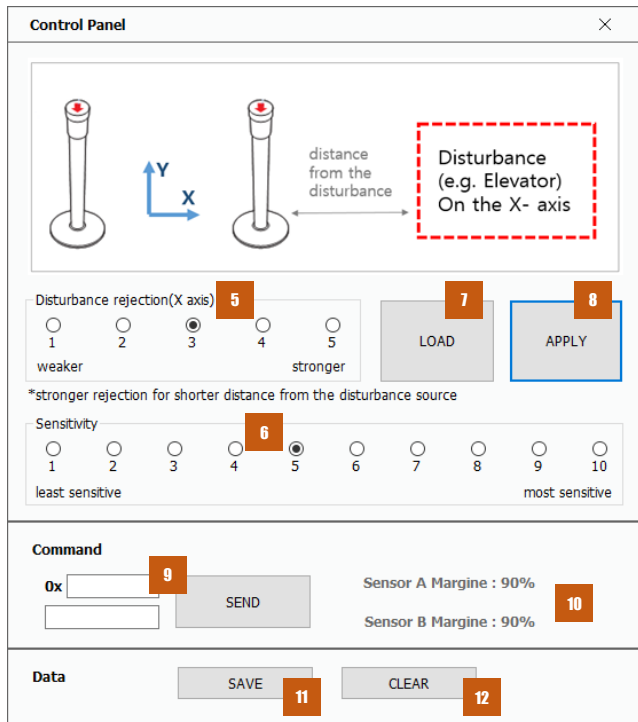 Control Panel
Y
X
distance
from the
disturbance
Disturbance
(e.g. Elevator)
On the X- axis
Disturbance rejection(X axis) 5
1 2 3 4 5
weaker stronger
7
LOAD
8
APPLY
*stronger rejection for shorter distance from the disturbance source
Sensitivity 6
1 2 3 4 5 6 7 8 9 10
least sensitive most sensitive
Command
0x 9
SEND
Sensor A Margine : 90%
10
Sensor B Margine : 90%
Data
SAVE 11
CLEAR 12